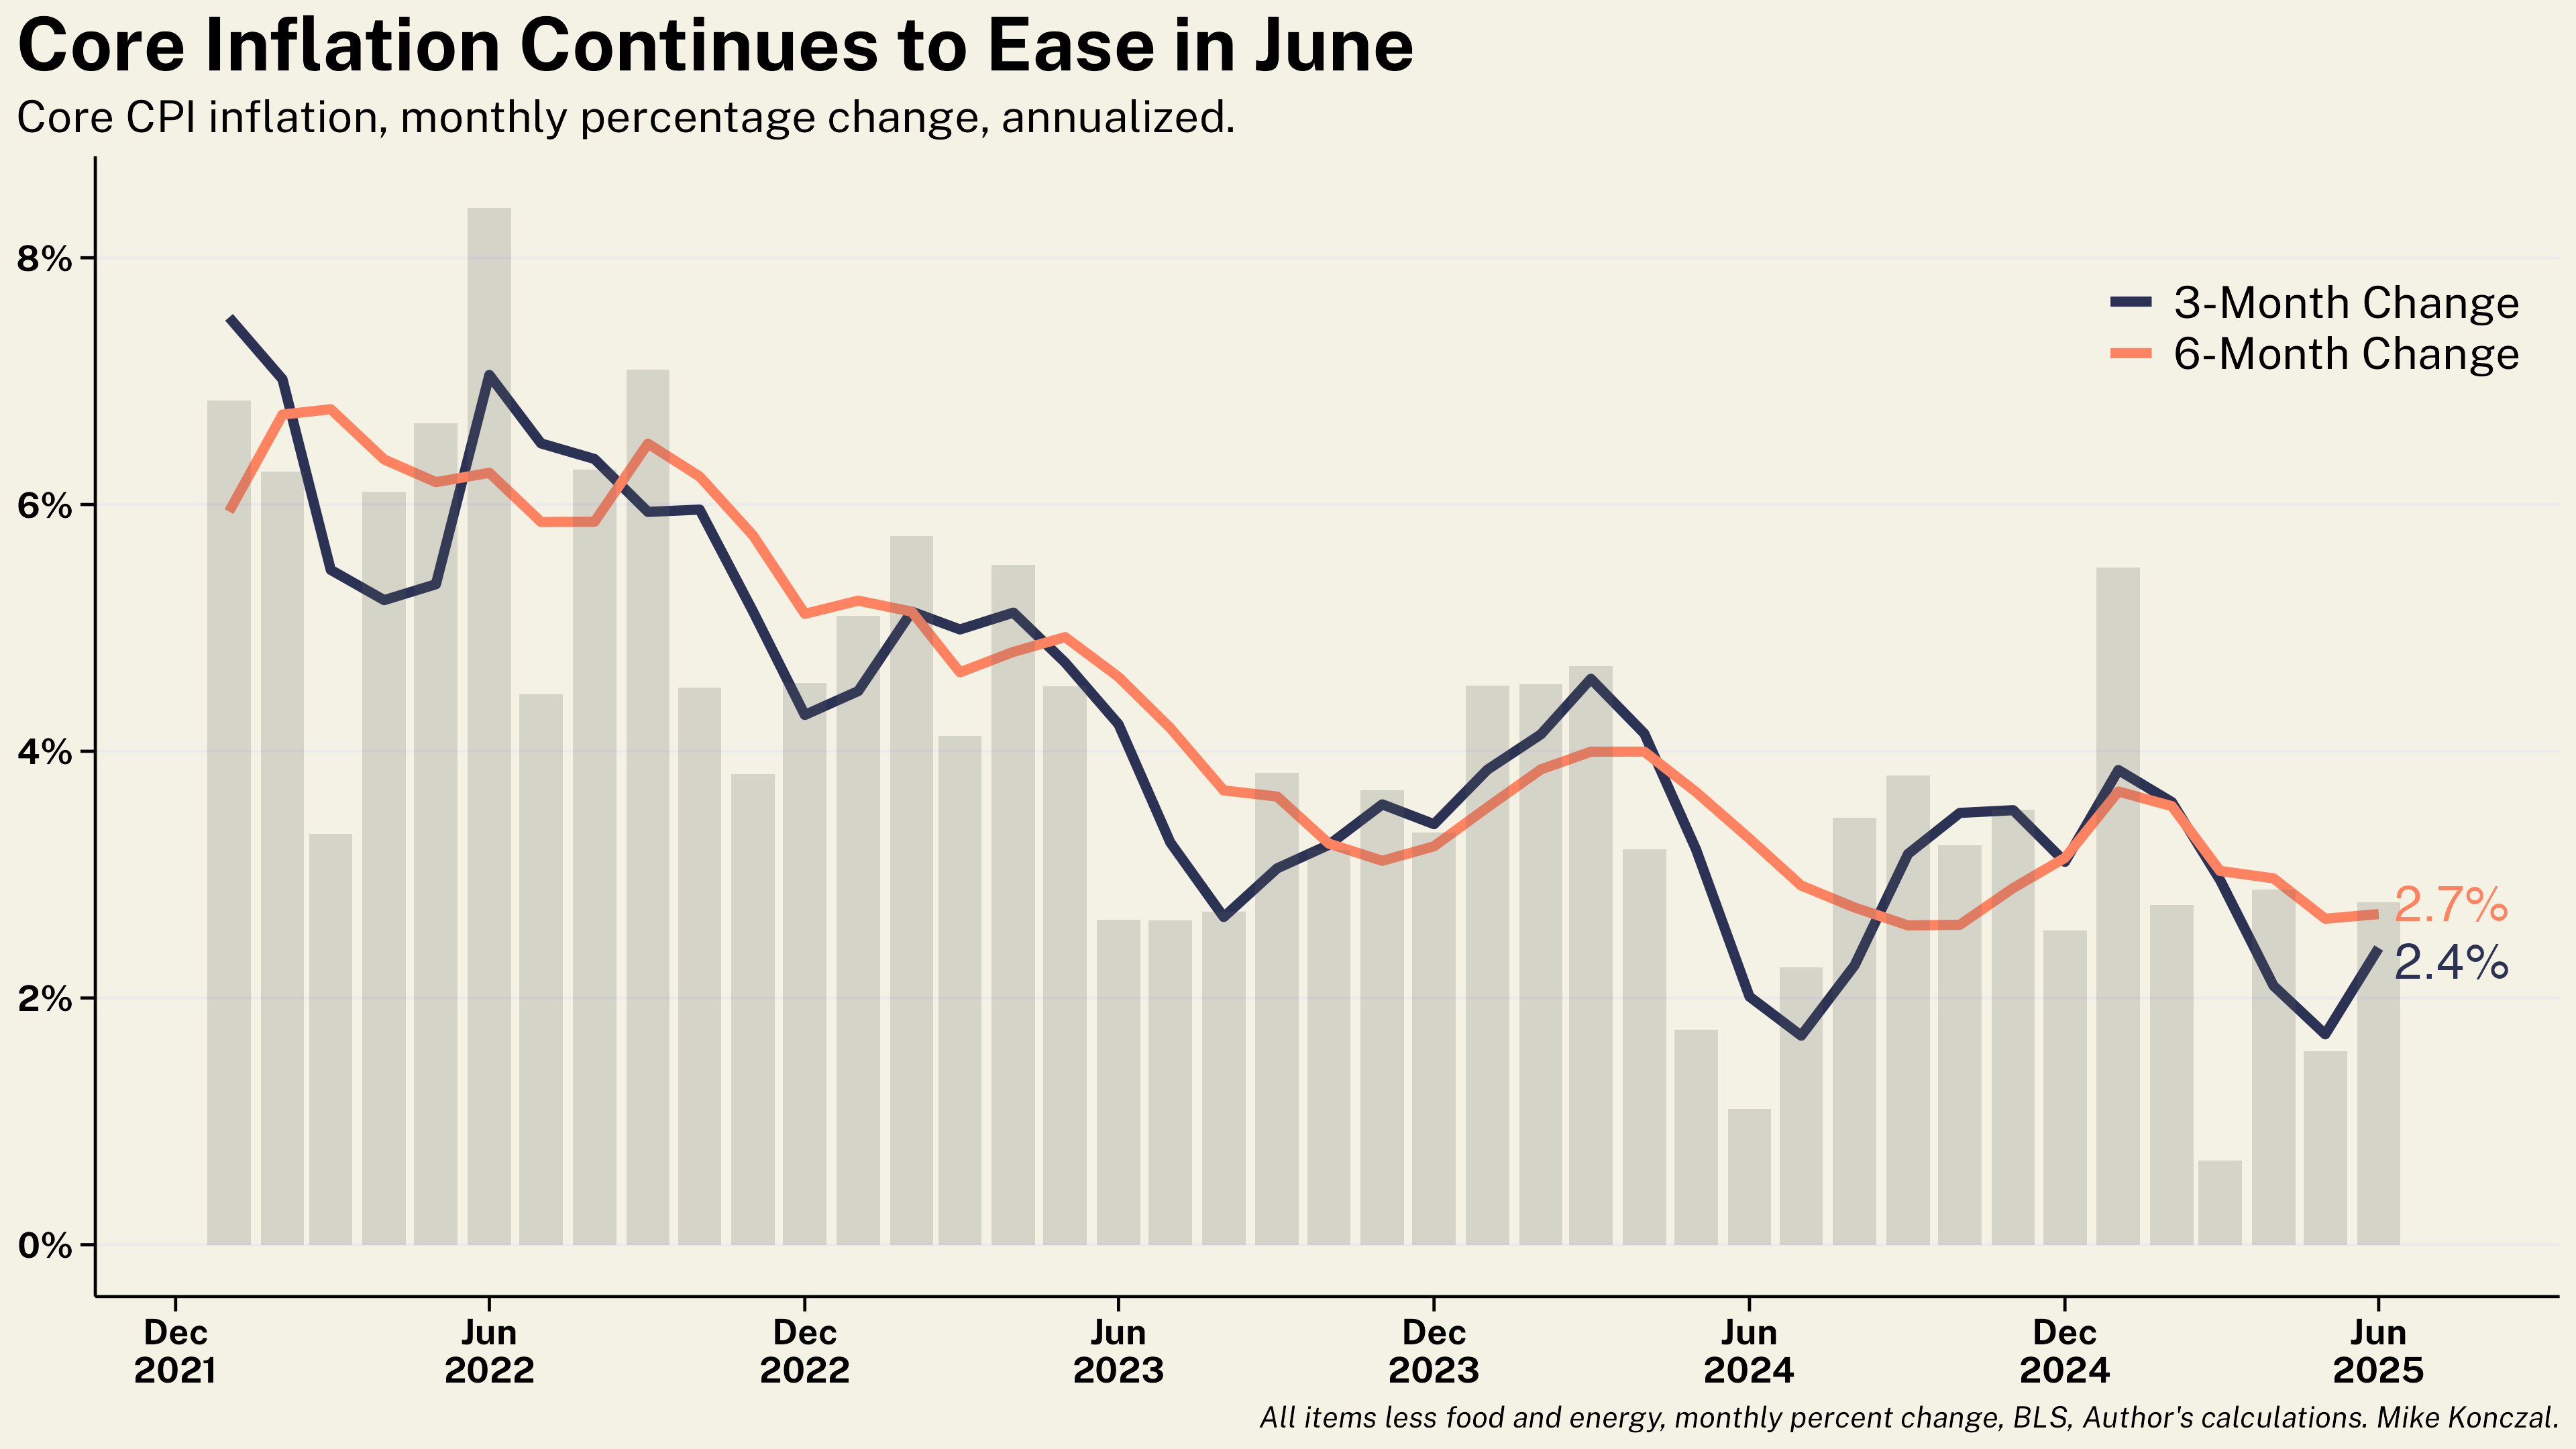 Core Inflation Continues to Ease in June
Core CPI inflation, monthly percentage change, annualized.
8%
6%
4%
2%
0%
3-Month Change
6-Month Change
2.7%
2.4%
Dec
2021
Jun
2022
Dec
2022
Jun
2023
Dec
2023
Jun
2024
Dec
2024
Jun
2025
All items less food and energy, monthly percent change, BLS, Author's calculations. Mike Konczal.